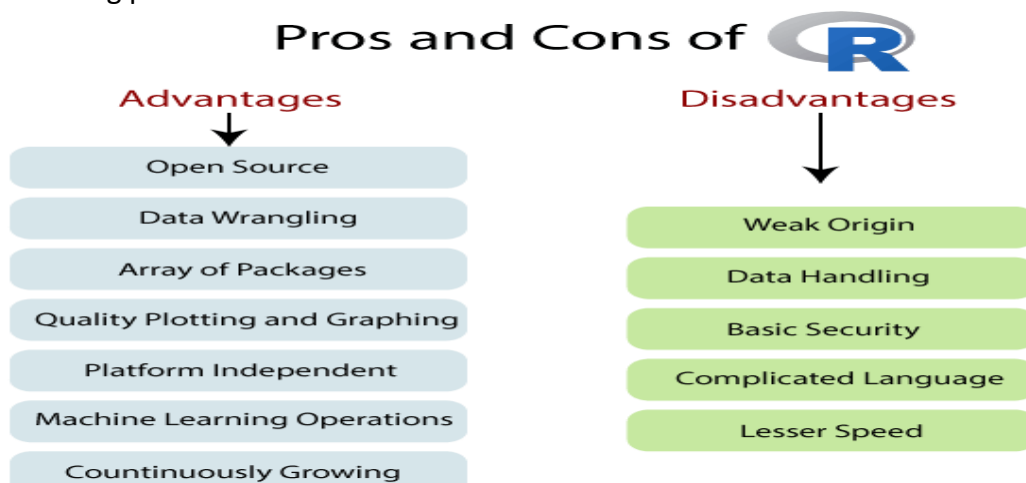 Pros and Cons of R
Advantages
Open Source
Data Wrangling
Array of Packages
Quality Plotting and Graphing
Platform Independent
Machine Learning Operations
Countinuously Growing
Disadvantages
Weak Origin
Data Handling
Basic Security
Complicated Language
Lesser Speed